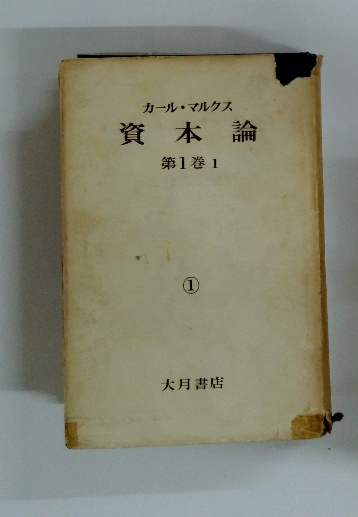 カール・マルクス
資本論
第1巻 1
①
大月書店